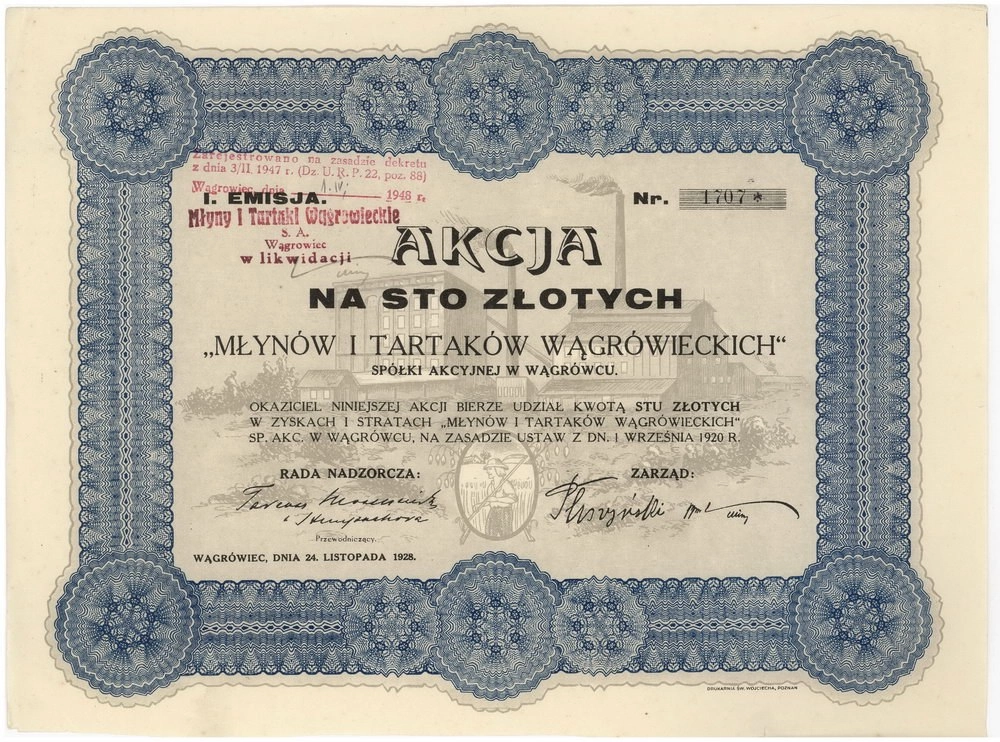 Zarejestrowano na zasadzie dekretu
z dnia 3/II. 1947 r. (Dz. U. R. P. 22, poz. 88)
Wągrowiec, dnia 1948 r.
Młyny i Tartaki Wągrowieckie
S. A.
Wągrowiec
w likwidacji
I. EMISJA.
Nr. 1707 *
AKCJA
NA STO ZŁOTYCH
„MŁYNÓW I TARTAKÓW WĄGRÓWIECKICH“
SPÓŁKI AKCYJNEJ W WĄGRÓWCU.
OKAZICIEL NINIEJSZEJ AKCJI BIERZE UDZIAŁ KWOTĄ STU ZŁOTYCH
W ZYSKACH I STRATACH „MŁYNÓW I TARTAKÓW WĄGRÓWIECKICH“
SP. AKC. W WĄGRÓWCU, NA ZASADZIE USTAW Z DN. 1 WRZEŚNIA 1920 R.
RADA NADZORCZA:
ZARZĄD:
Przewodniczący.
WĄGRÓWIEC, DNIA 24. LISTOPADA 1928.
DRUKARNIA ŚW. WOJCIECHA, POZNAŃ